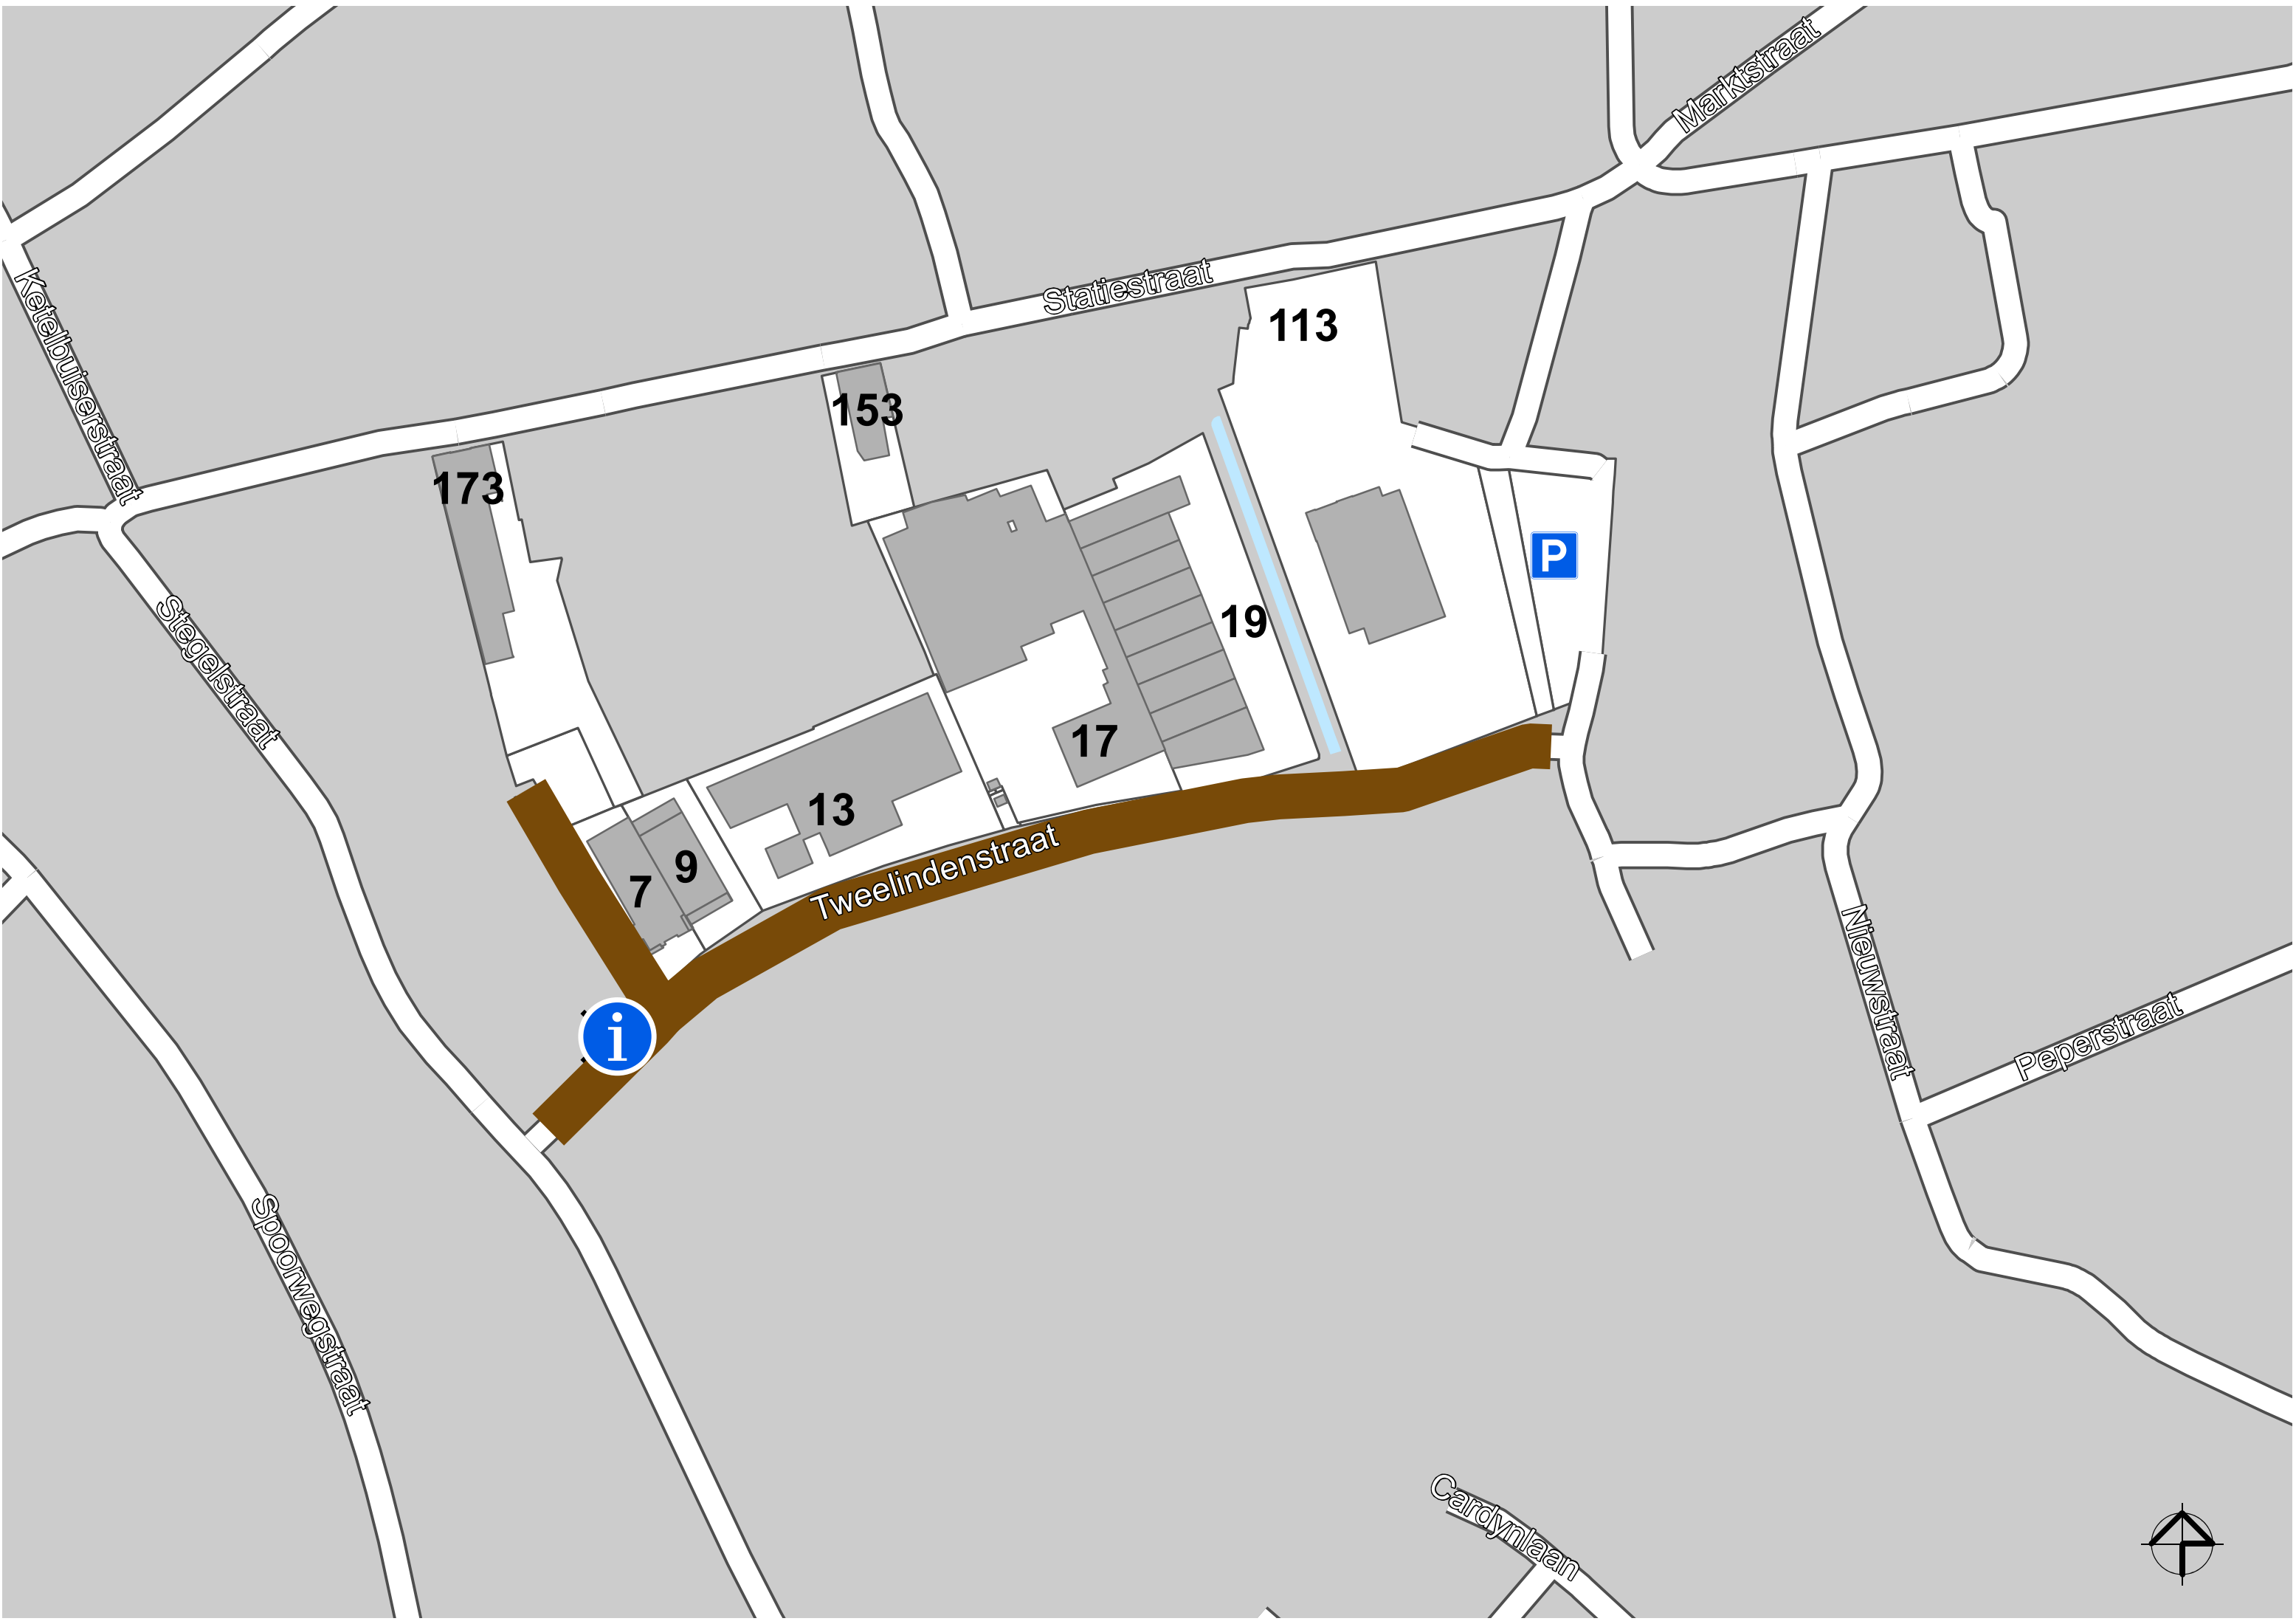 Marktstraat
Statiestraat
Ketelbuiserstraat
113
153
173
P
Stegelstraat
19
17
13
9
7
Tweelindenstraat
Nieuwstraat
i
Peperstraat
Spoorwegstraat
Cardynlaan